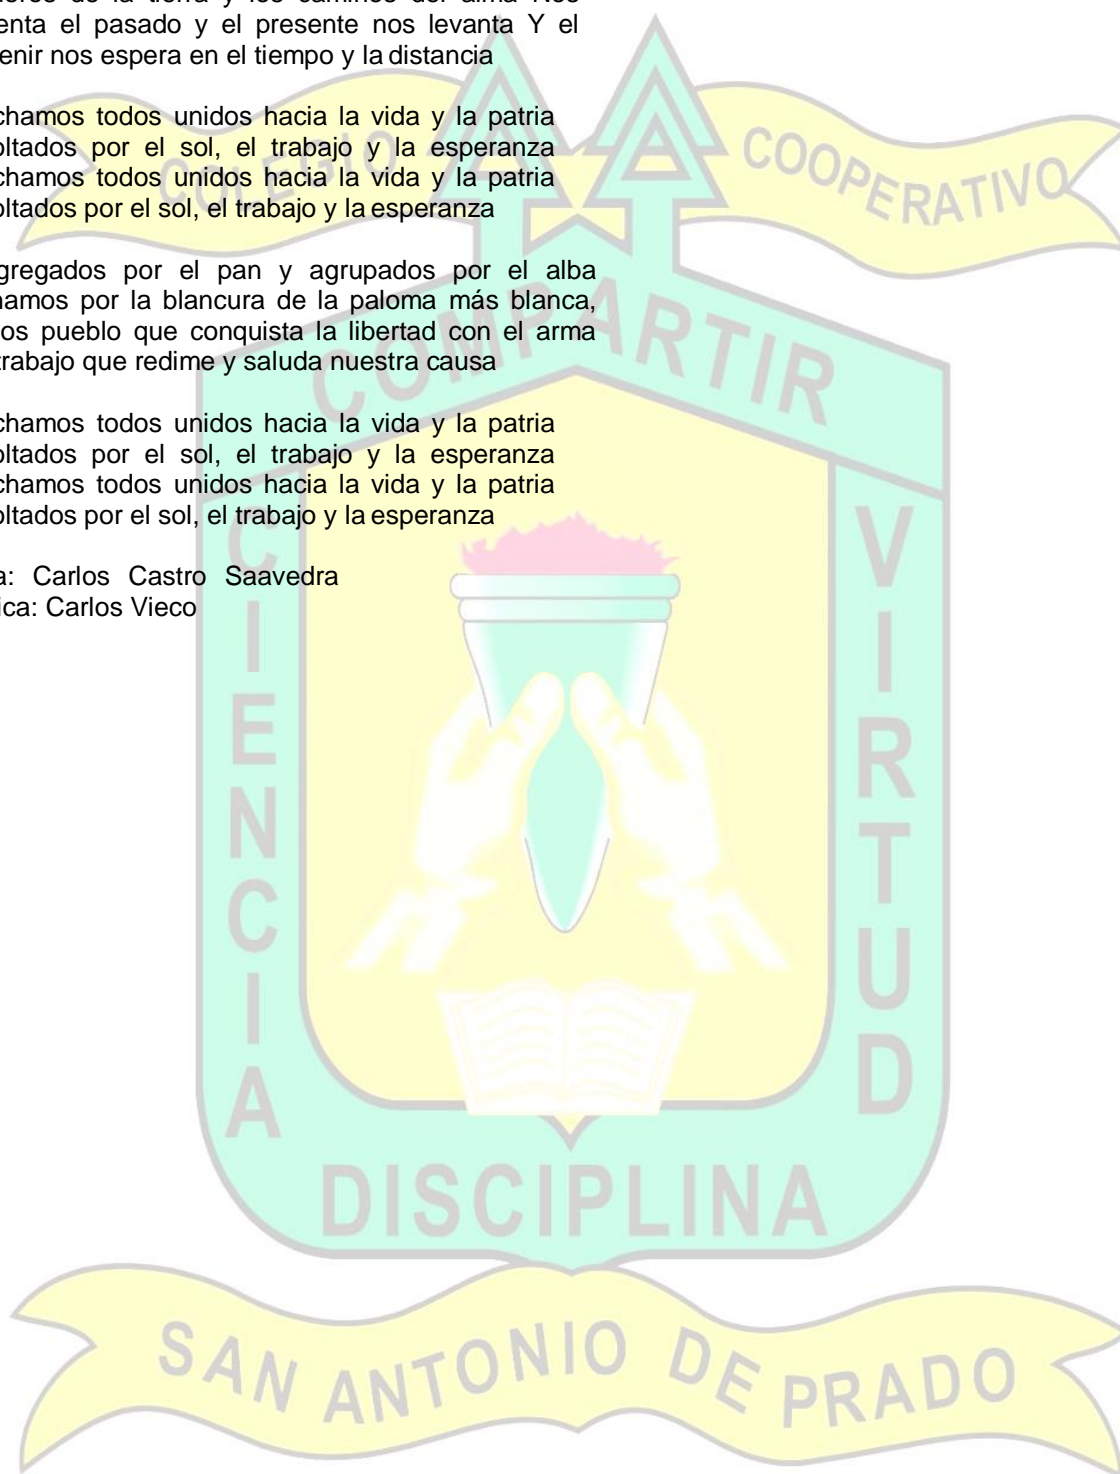 ores de la tierra y los caminos del alma Nos
enta el pasado y el presente nos levanta Y el
enir nos espera en el tiempo y la distancia
chamos todos unidos hacia la vida y la patria
oltados por el sol, el trabajo y la esperanza
chamos todos unidos hacia la vida y la patria
oltados por el sol, el trabajo y la esperanza
gregados por el pan y agrupados por el alba
namos por la blancura de la paloma más blanca,
os pueblo que conquista la libertad con el arma
trabajo que redime y saluda nuestra causa
chamos todos unidos hacia la vida y la patria
oltados por el sol, el trabajo y la esperanza
chamos todos unidos hacia la vida y la patria
oltados por el sol, el trabajo y la esperanza
a: Carlos Castro Saavedra
ica: Carlos Vieco
COLEGIO COOPERATIVO
COMPARTIR
CIENCIA
VIRTUD
DISCIPLINA
SAN ANTONIO DE PRADO